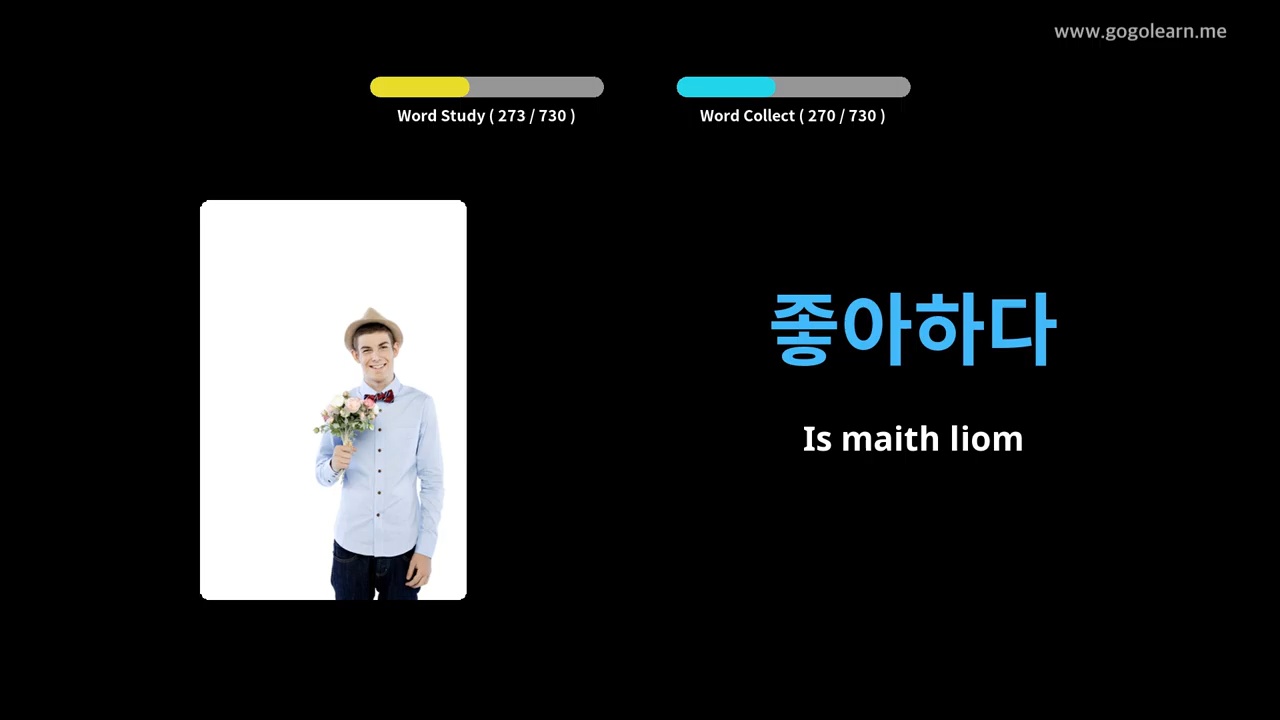 www.gogolearn.me
Word Study ( 273 / 730 )
Word Collect ( 270 / 730 )
좋아하다
Is maith liom